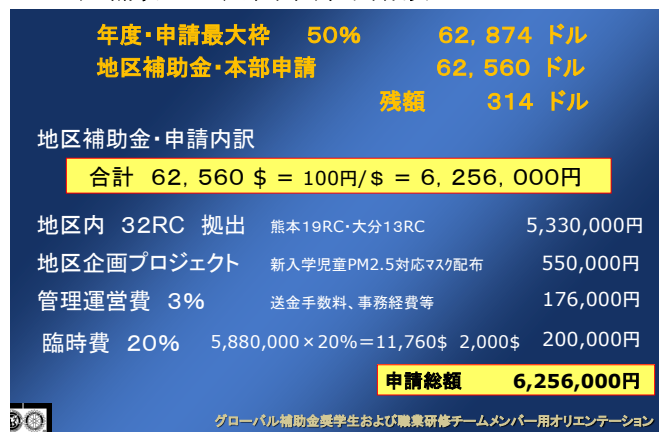 年度・申請最大枠 50% 62,874 ドル
地区補助金・本部申請 62,560 ドル
残額 314 ドル
地区補助金・申請内訳
合計 62,560 $ = 100円/$ = 6,256,000円
地区内 32RC 拠出 熊本19RC・大分13RC 5,330,000円
地区企画プロジェクト 新入学児童PM2.5対応マスク配布 550,000円
管理運営費 3% 送金手数料、事務経費等 176,000円
臨時費 20% 5,880,000×20%=11,760$ 2,000$ 200,000円
申請総額 6,256,000円
グローバル補助金奨学生および職業研修チームメンバー用オリエンテーション